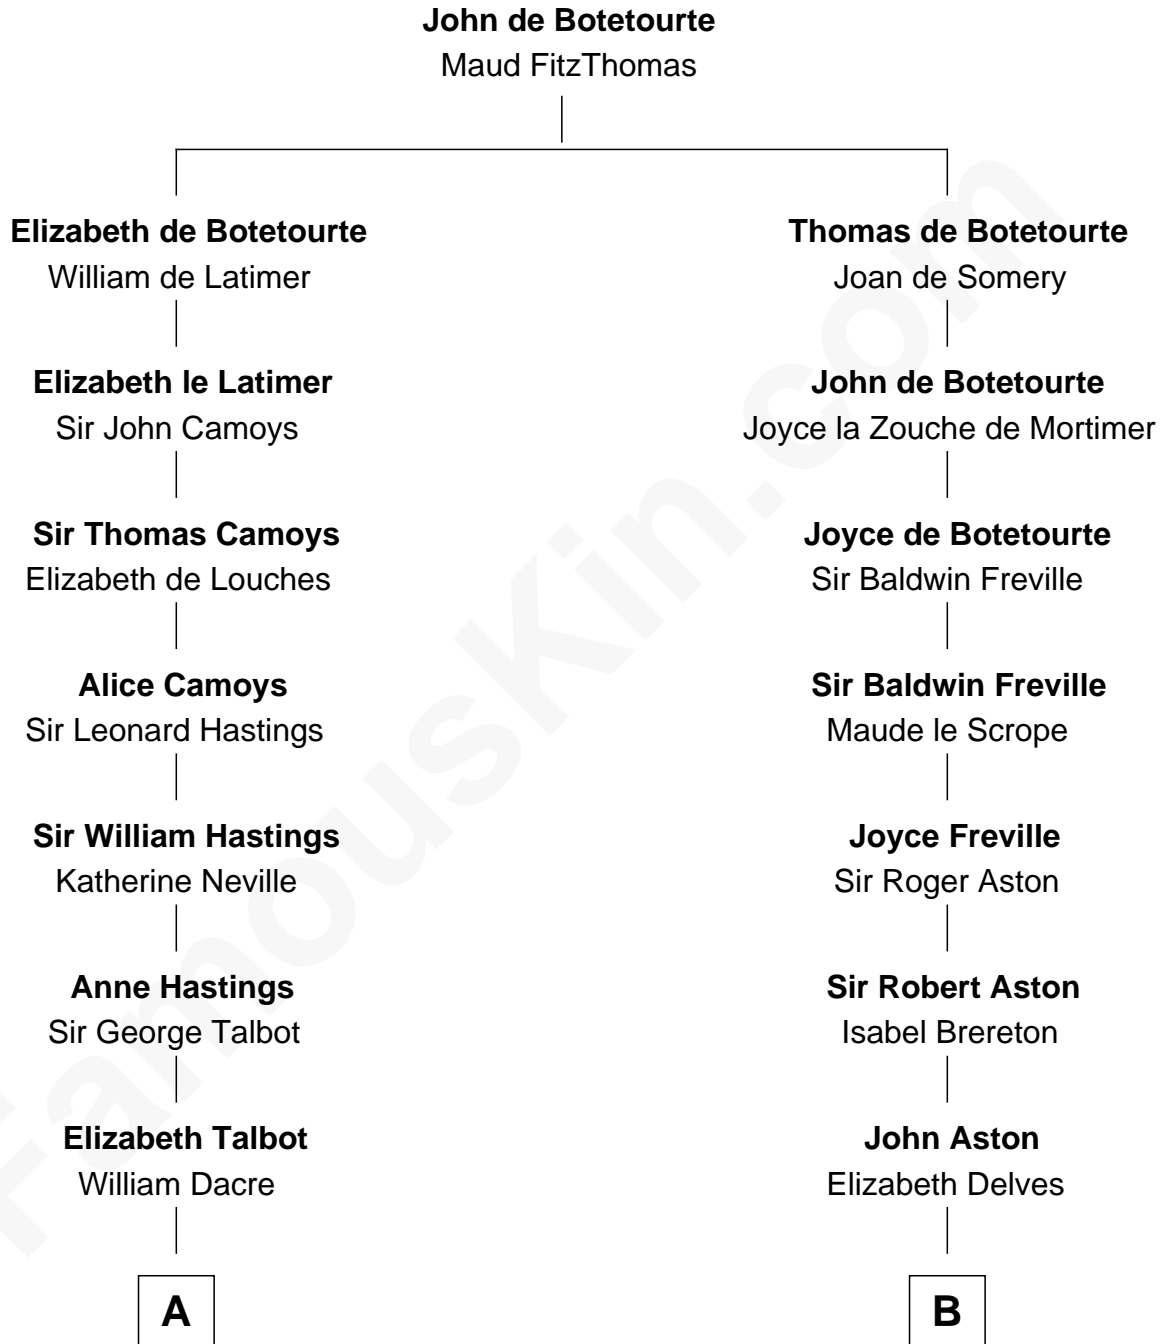 John de Botetourte
Maud FitzThomas
Elizabeth de Botetourte
William de Latimer
Thomas de Botetourte
Joan de Somery
Elizabeth le Latimer
Sir John Camoys
John de Botetourte
Joyce la Zouche de Mortimer
Sir Thomas Camoys
Elizabeth de Louches
Joyce de Botetourte
Sir Baldwin Freville
Alice Camoys
Sir Leonard Hastings
Sir Baldwin Freville
Maude le Scrope
Sir William Hastings
Katherine Neville
Joyce Freville
Sir Roger Aston
Anne Hastings
Sir George Talbot
Sir Robert Aston
Isabel Brereton
Elizabeth Talbot
William Dacre
John Aston
Elizabeth Delves
A
B
FamousKin.com